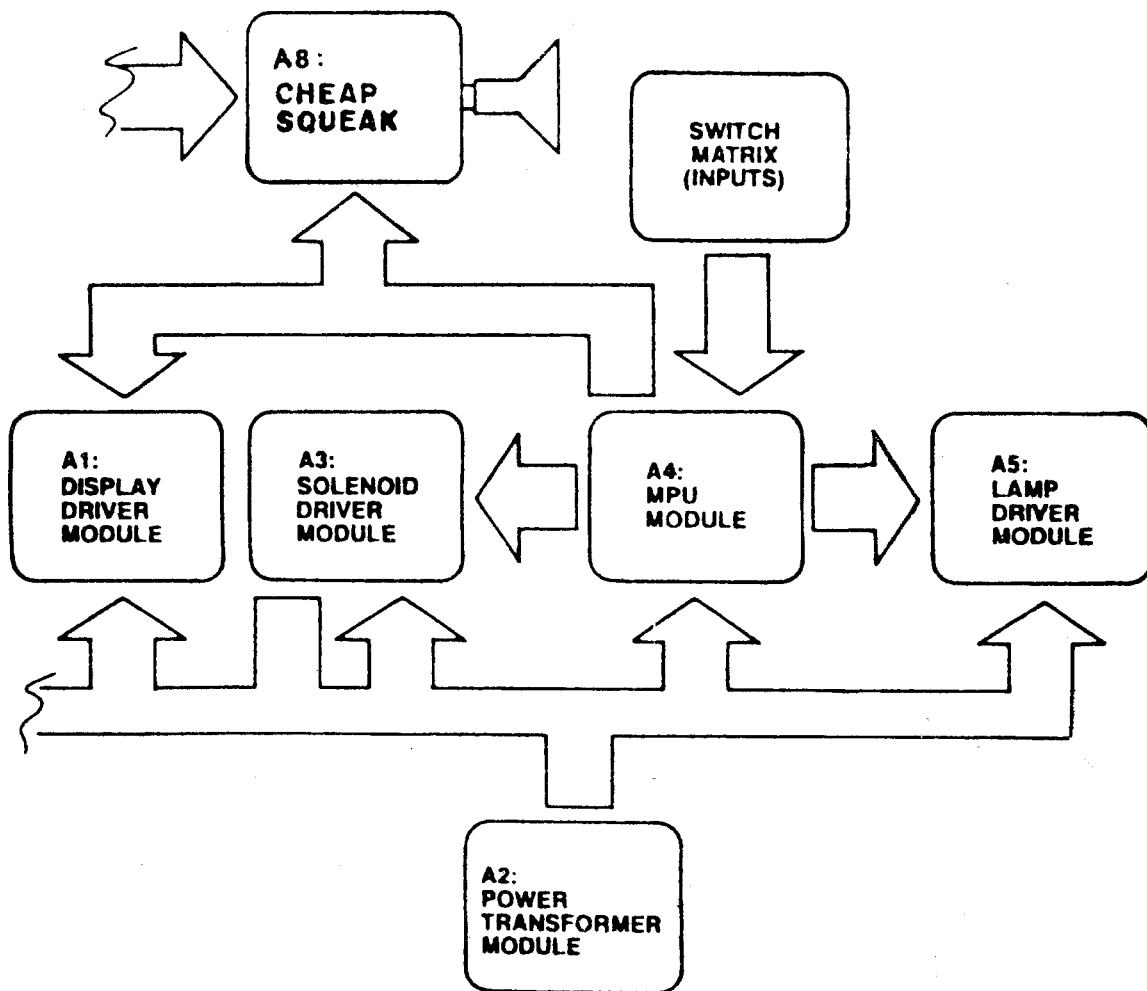 A8:
CHEAP
SQUEAK
SWITCH
MATRIX
(INPUTS)
A1:
DISPLAY
DRIVER
MODULE
A3:
SOLENOID
DRIVER
MODULE
A4:
MPU
MODULE
A5:
LAMP
DRIVER
MODULE
A2:
POWER
TRANSFORMER
MODULE